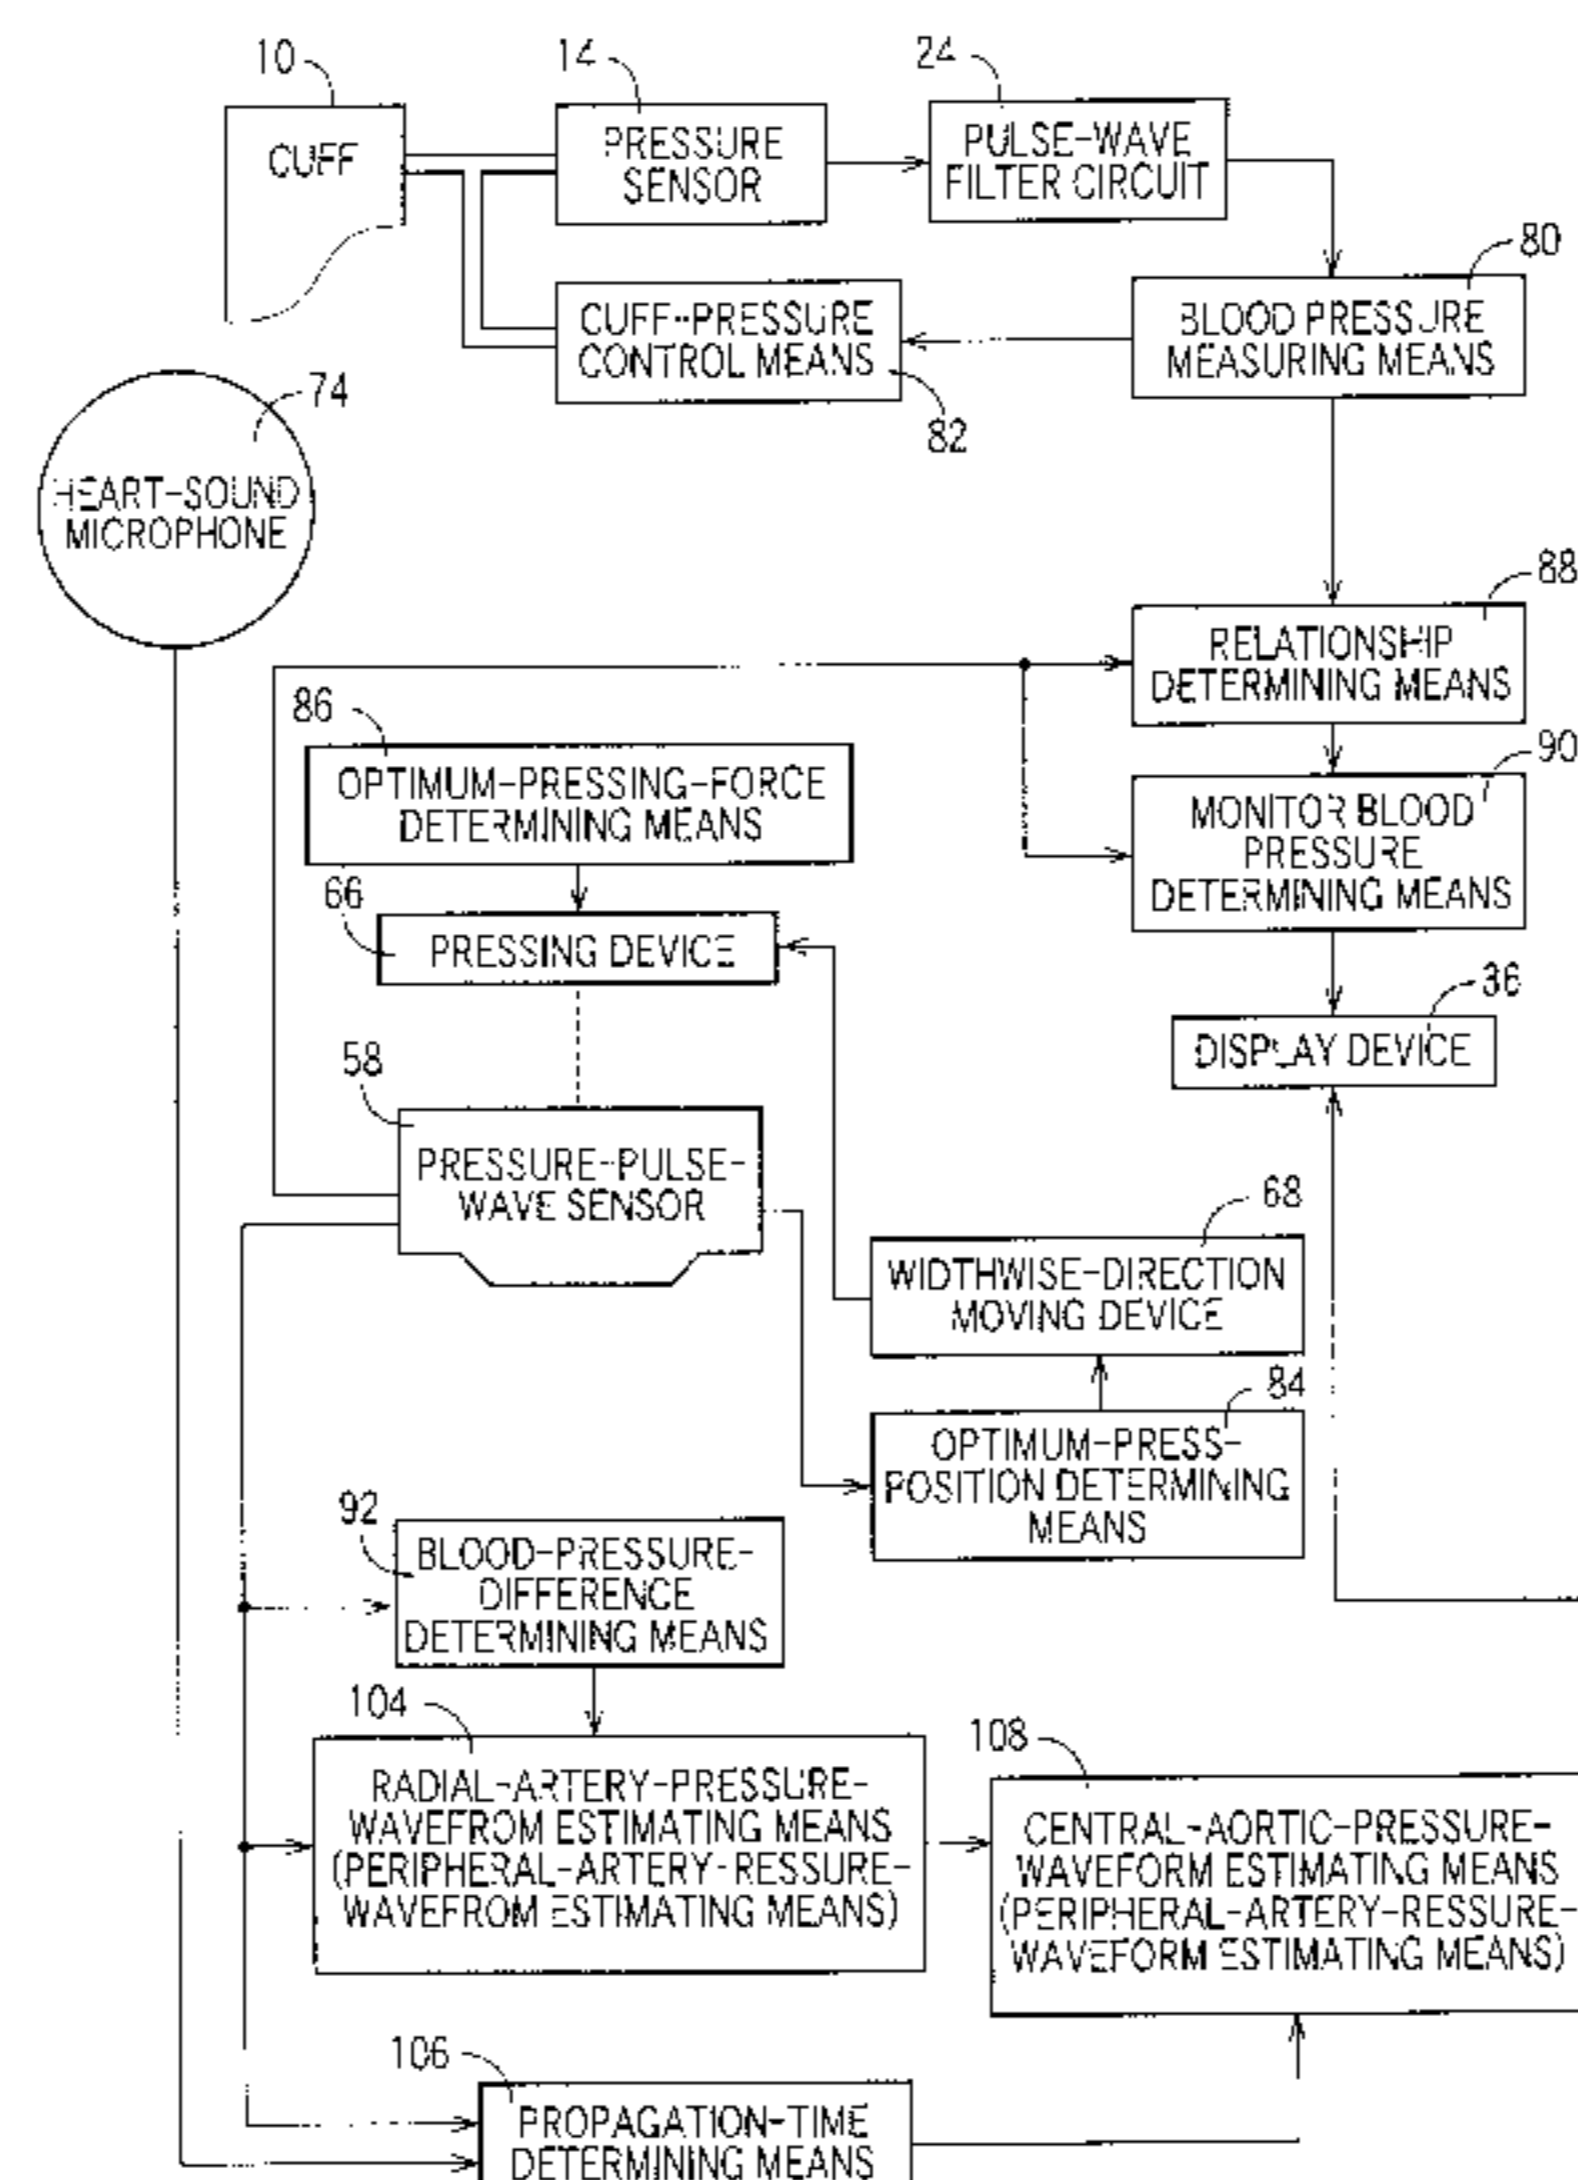 10
14
24
CUFF
PRESSURE
SENSOR
PULSE-WAVE
FILTER CIRCUIT
80
CUFF-PRESSURE
CONTROL MEANS
BLOOD PRESSURE
MEASURING MEANS
82
74
HEART-SOUND
MICROPHONE
88
RELATIONSHIP
DETERMINING MEANS
86
OPTIMUM-PRESSING-FORCE
DETERMINING MEANS
90
MONITOR BLOOD
PRESSURE
DETERMINING MEANS
66
PRESSING DEVICE
36
DISPLAY DEVICE
58
PRESSURE-PULSE-
WAVE SENSOR
68
WIDTHWISE-DIRECTION
MOVING DEVICE
84
OPTIMUM-PRESS-
POSITION DETERMINING
MEANS
92
BLOOD-PRESSURE-
DIFFERENCE
DETERMINING MEANS
104
RADIAL-ARTERY-PRESSURE-
WAVEFROM ESTIMATING MEANS
(PERIPHERAL-ARTERY-RESSURE-
WAVEFROM ESTIMATING MEANS)
108
CENTRAL-AORTIC-PRESSURE-
WAVEFORM ESTIMATING MEANS
(PERIPHERAL-ARTERY-RESSURE-
WAVEFORM ESTIMATING MEANS)
106
PROPAGATION-TIME
DETERMINING MEANS